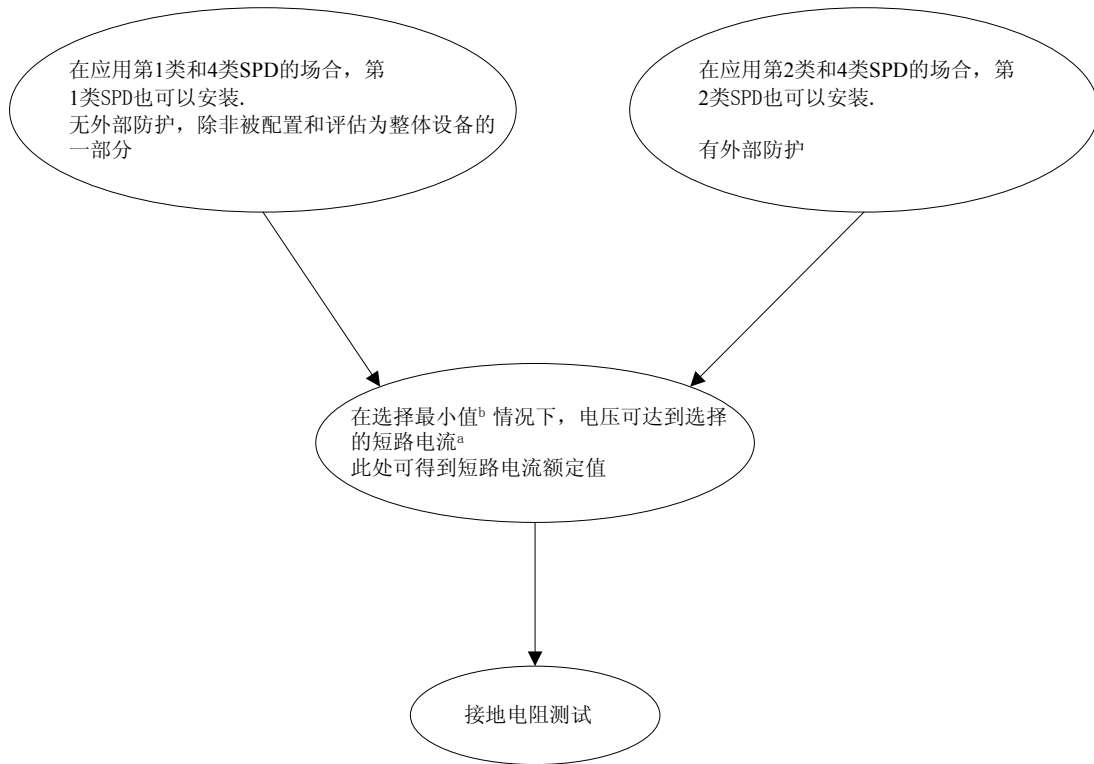 在应用第1类和4类SPD的场合，第
1类SPD也可以安装.
无外部防护，除非被配置和评估为整体设备的
一部分
在应用第2类和4类SPD的场合，第
2类SPD也可以安装.
有外部防护
在选择最小值ᵇ 情况下，电压可达到选择
的短路电流ᵃ
此处可得到短路电流额定值
接地电阻测试